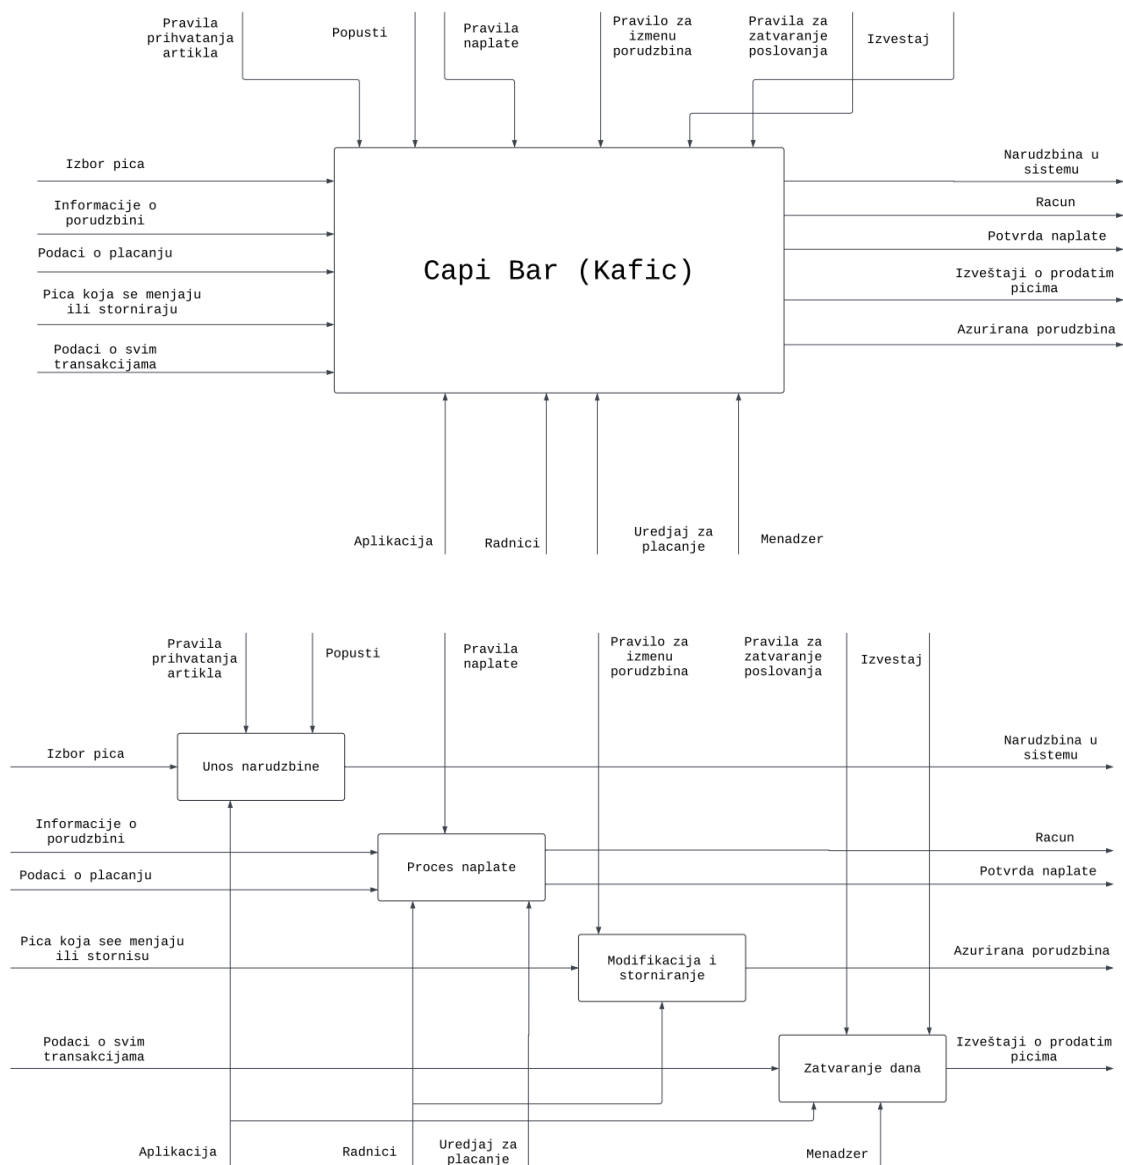 Pravila
prihvatanja
artikla
Popusti
Pravila
naplate
Pravilo za
izmenu
porudzbina
Pravila za
zatvaranje
poslovanja
Izvestaj
Izbor pica
Informacije o
porudzbini
Podaci o placanju
Pica koja se menjaju
ili storniraju
Podaci o svim
transakcijama
Capi Bar (Kafic)
Narudzbina u
sistemu
Racun
Potvrda naplate
Izveštaji o prodatim
picima
Azurirana porudzbina
Aplikacija
Radnici
Uredjaj za
placanje
Menadzer
Pravila
prihvatanja
artikla
Popusti
Pravila
naplate
Pravilo za
izmenu
porudzbina
Pravila za
zatvaranje
poslovanja
Izvestaj
Izbor pica
Unos narudzbine
Narudzbina u
sistemu
Informacije o
porudzbini
Podaci o placanju
Proces naplate
Racun
Potvrda naplate
Pica koja see menjaju
ili stornisu
Modifikacija i
storniranje
Azurirana porudzbina
Podaci o svim
transakcijama
Zatvaranje dana
Izveštaji o prodatim
picima
Aplikacija
Radnici
Uredjaj za
placanje
Menadzer